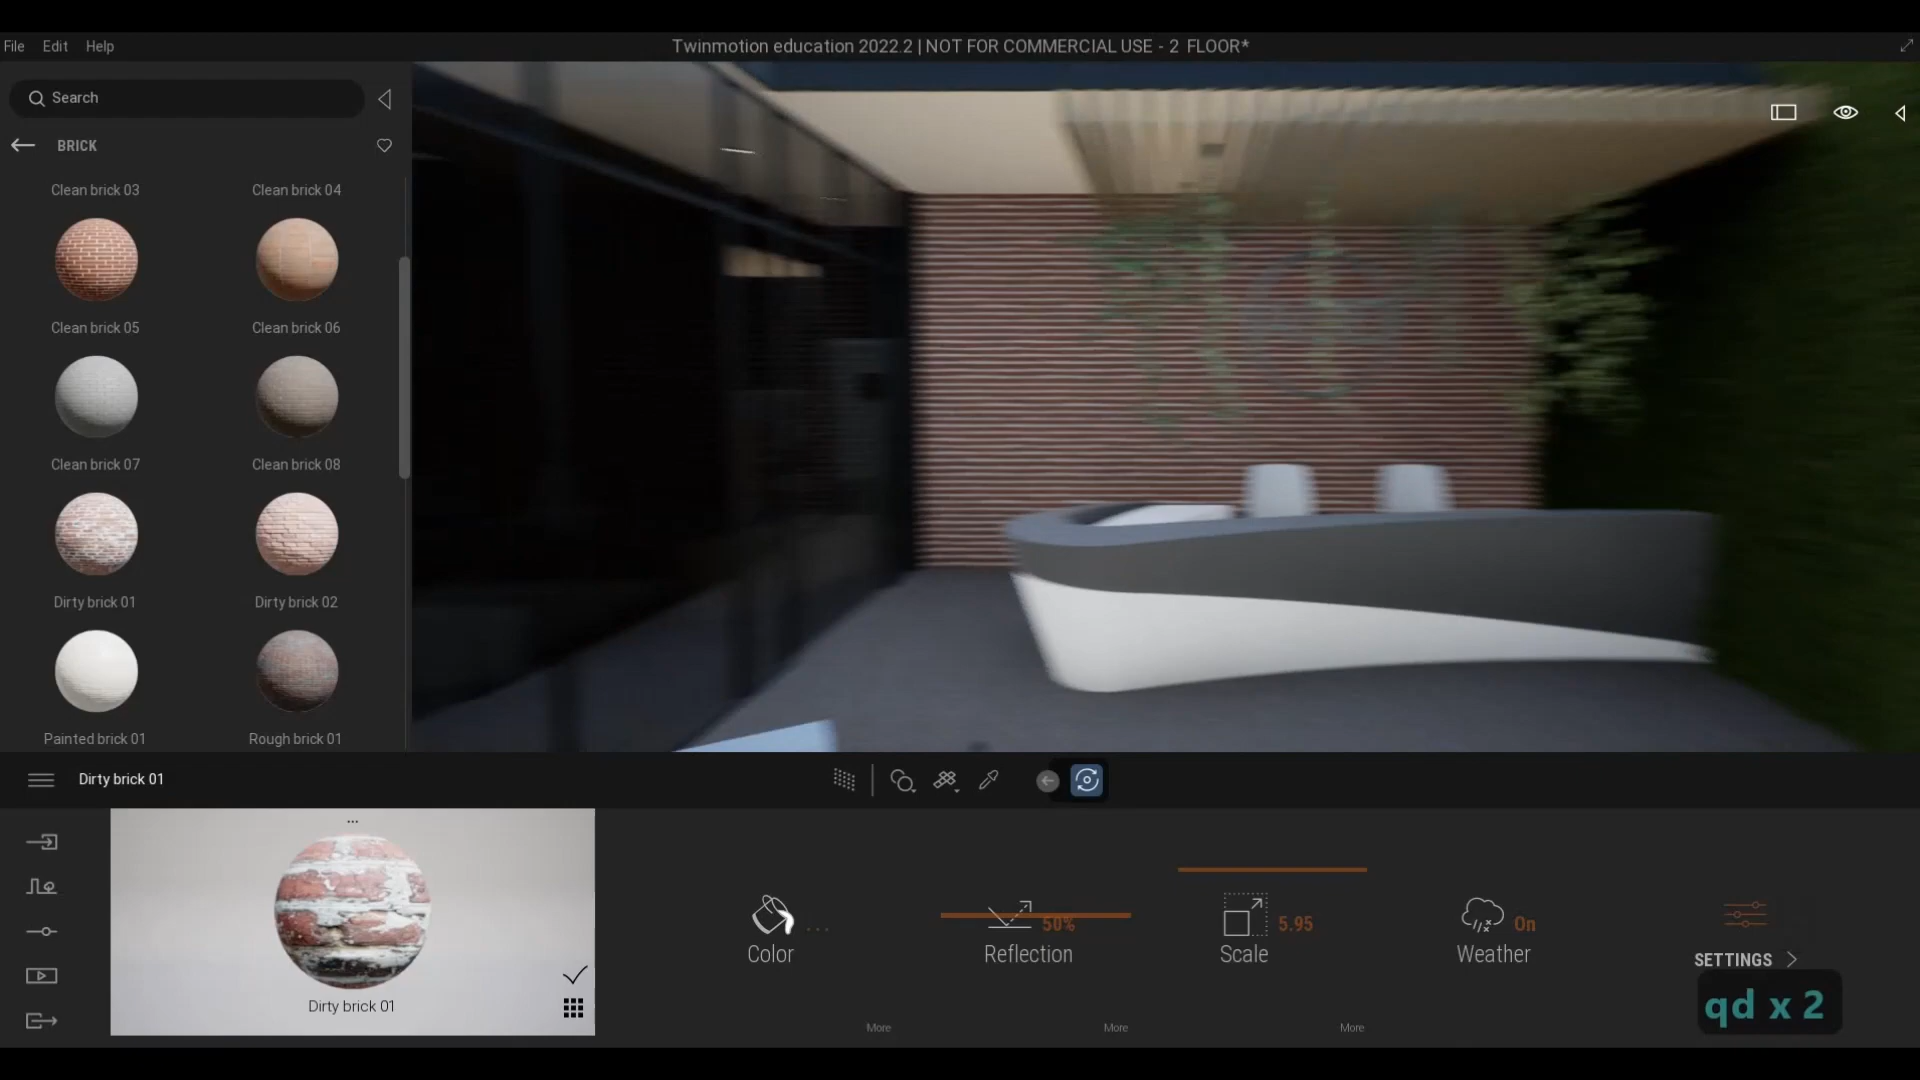 File Edit Help
Twinmotion education 2022.2 | NOT FOR COMMERCIAL USE - 2 FLOOR*
Search
BRICK
Clean brick 03 Clean brick 04
Clean brick 05 Clean brick 06
Clean brick 07 Clean brick 08
Dirty brick 01 Dirty brick 02
Painted brick 01 Rough brick 01
Dirty brick 01
...
Dirty brick 01
Color ...
Reflection 50%
Scale 5.95
Weather On
SETTINGS
More More More
qd x 2